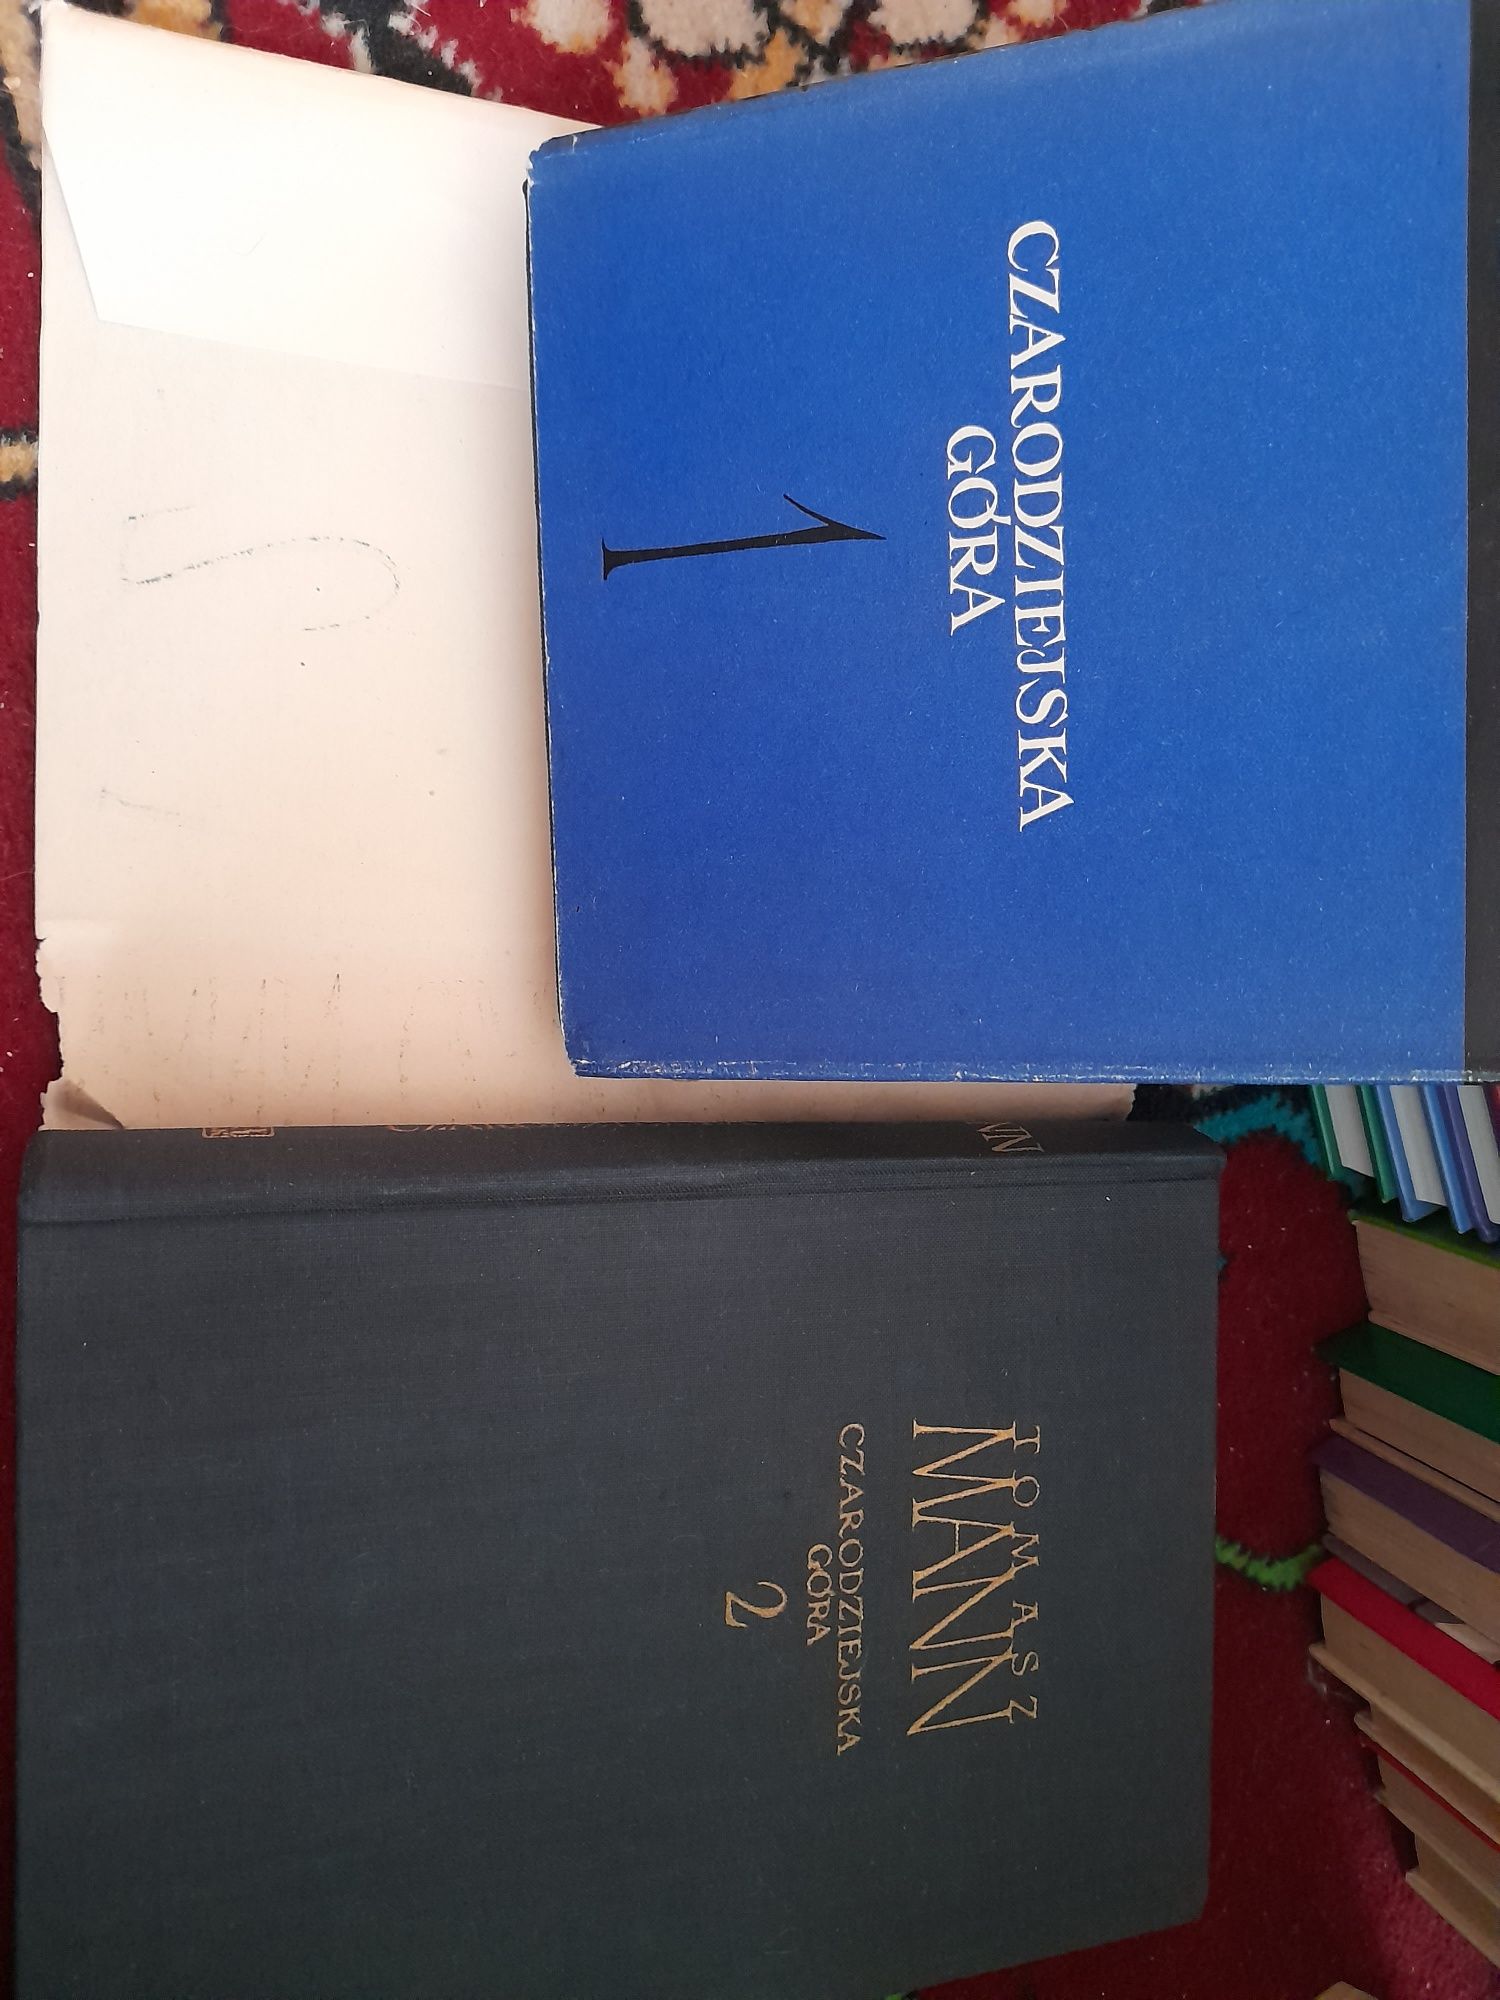 CZARODZIEJSKA
GÓRA
1
TOMASZ
MANN
CZARODZIEJSKA
GÓRA
2